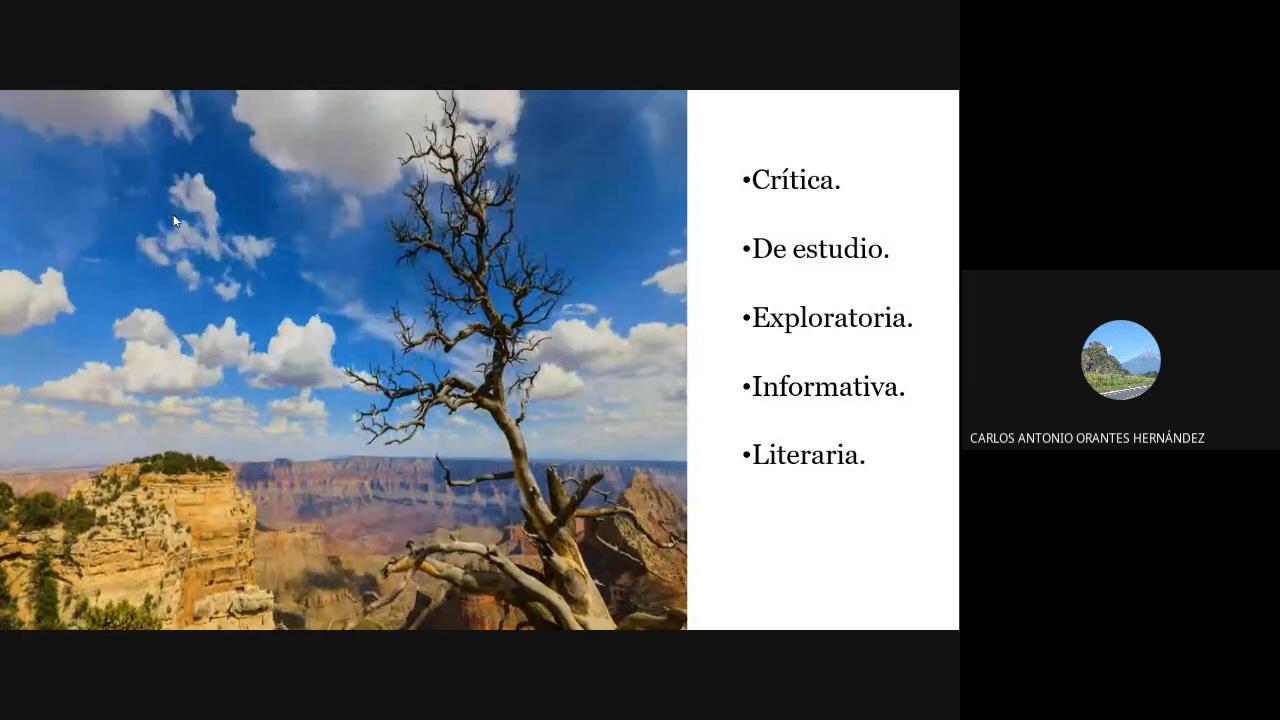 •Crítica.
•De estudio.
•Exploratoria.
•Informativa.
•Literaria.
CARLOS ANTONIO ORANTES HERNÁNDEZ